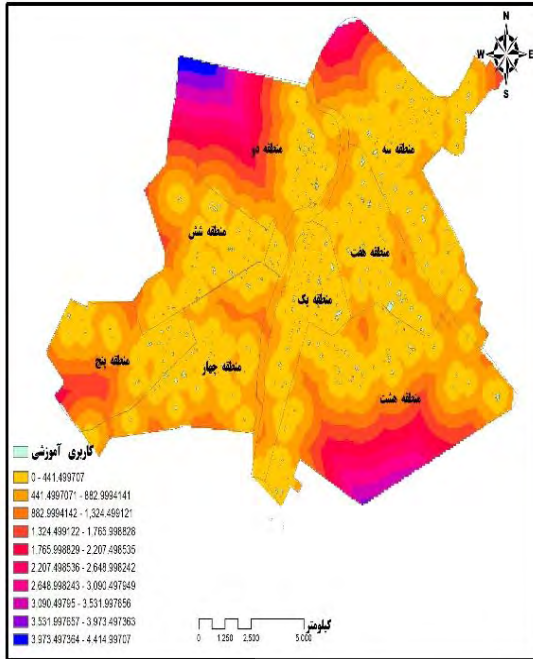 N
W E
S
منطقه سه
منطقه دو
منطقه شش
منطقه هفت
منطقه یک
منطقه پنج
منطقه چهار
منطقه هشت
کاربری آموزشی
0 - 441.499707
441.4997071 - 882.9994141
882.9994142 - 1,324.499121
1,324.499122 - 1,765.998828
1,765.998829 - 2,207.498535
2,207.498536 - 2,648.998242
2,648.998243 - 3,090.497949
3,090.49795 - 3,531.997656
3,531.997657 - 3,973.497363
3,973.497364 - 4,414.99707
کیلومتر
0 1.250 2.500 5.000